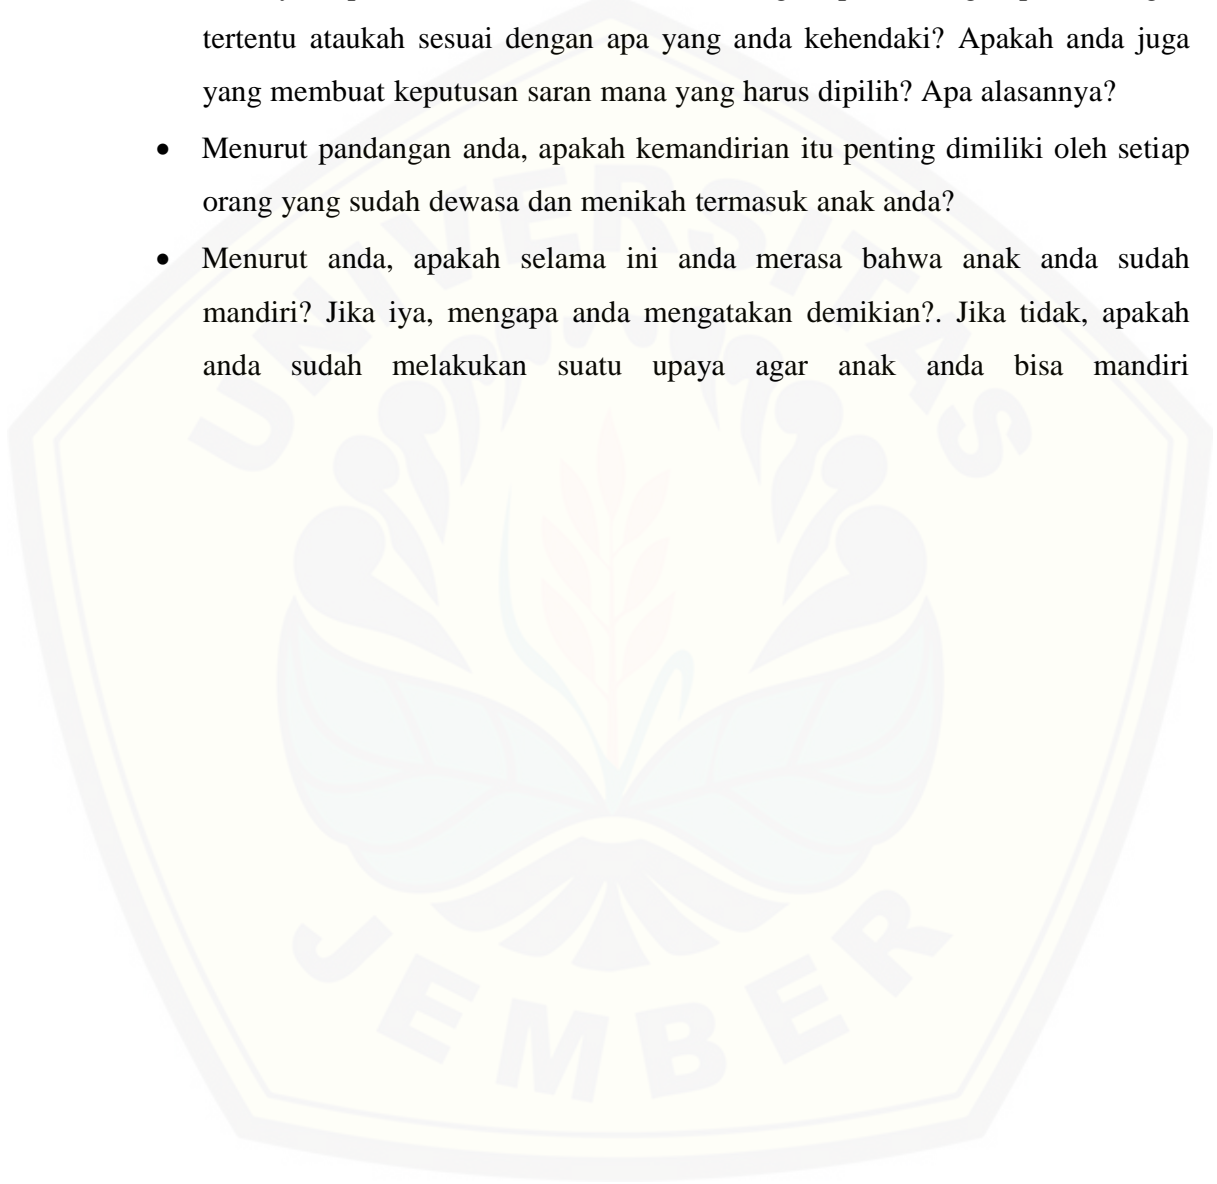 tertentu ataukah sesuai dengan apa yang anda kehendaki? Apakah anda juga
yang membuat keputusan saran mana yang harus dipilih? Apa alasannya?
• Menurut pandangan anda, apakah kemandirian itu penting dimiliki oleh setiap
orang yang sudah dewasa dan menikah termasuk anak anda?
• Menurut anda, apakah selama ini anda merasa bahwa anak anda sudah
mandiri? Jika iya, mengapa anda mengatakan demikian?. Jika tidak, apakah
anda sudah melakukan suatu upaya agar anak anda bisa mandiri
UNIVERSITAS
JEMBER